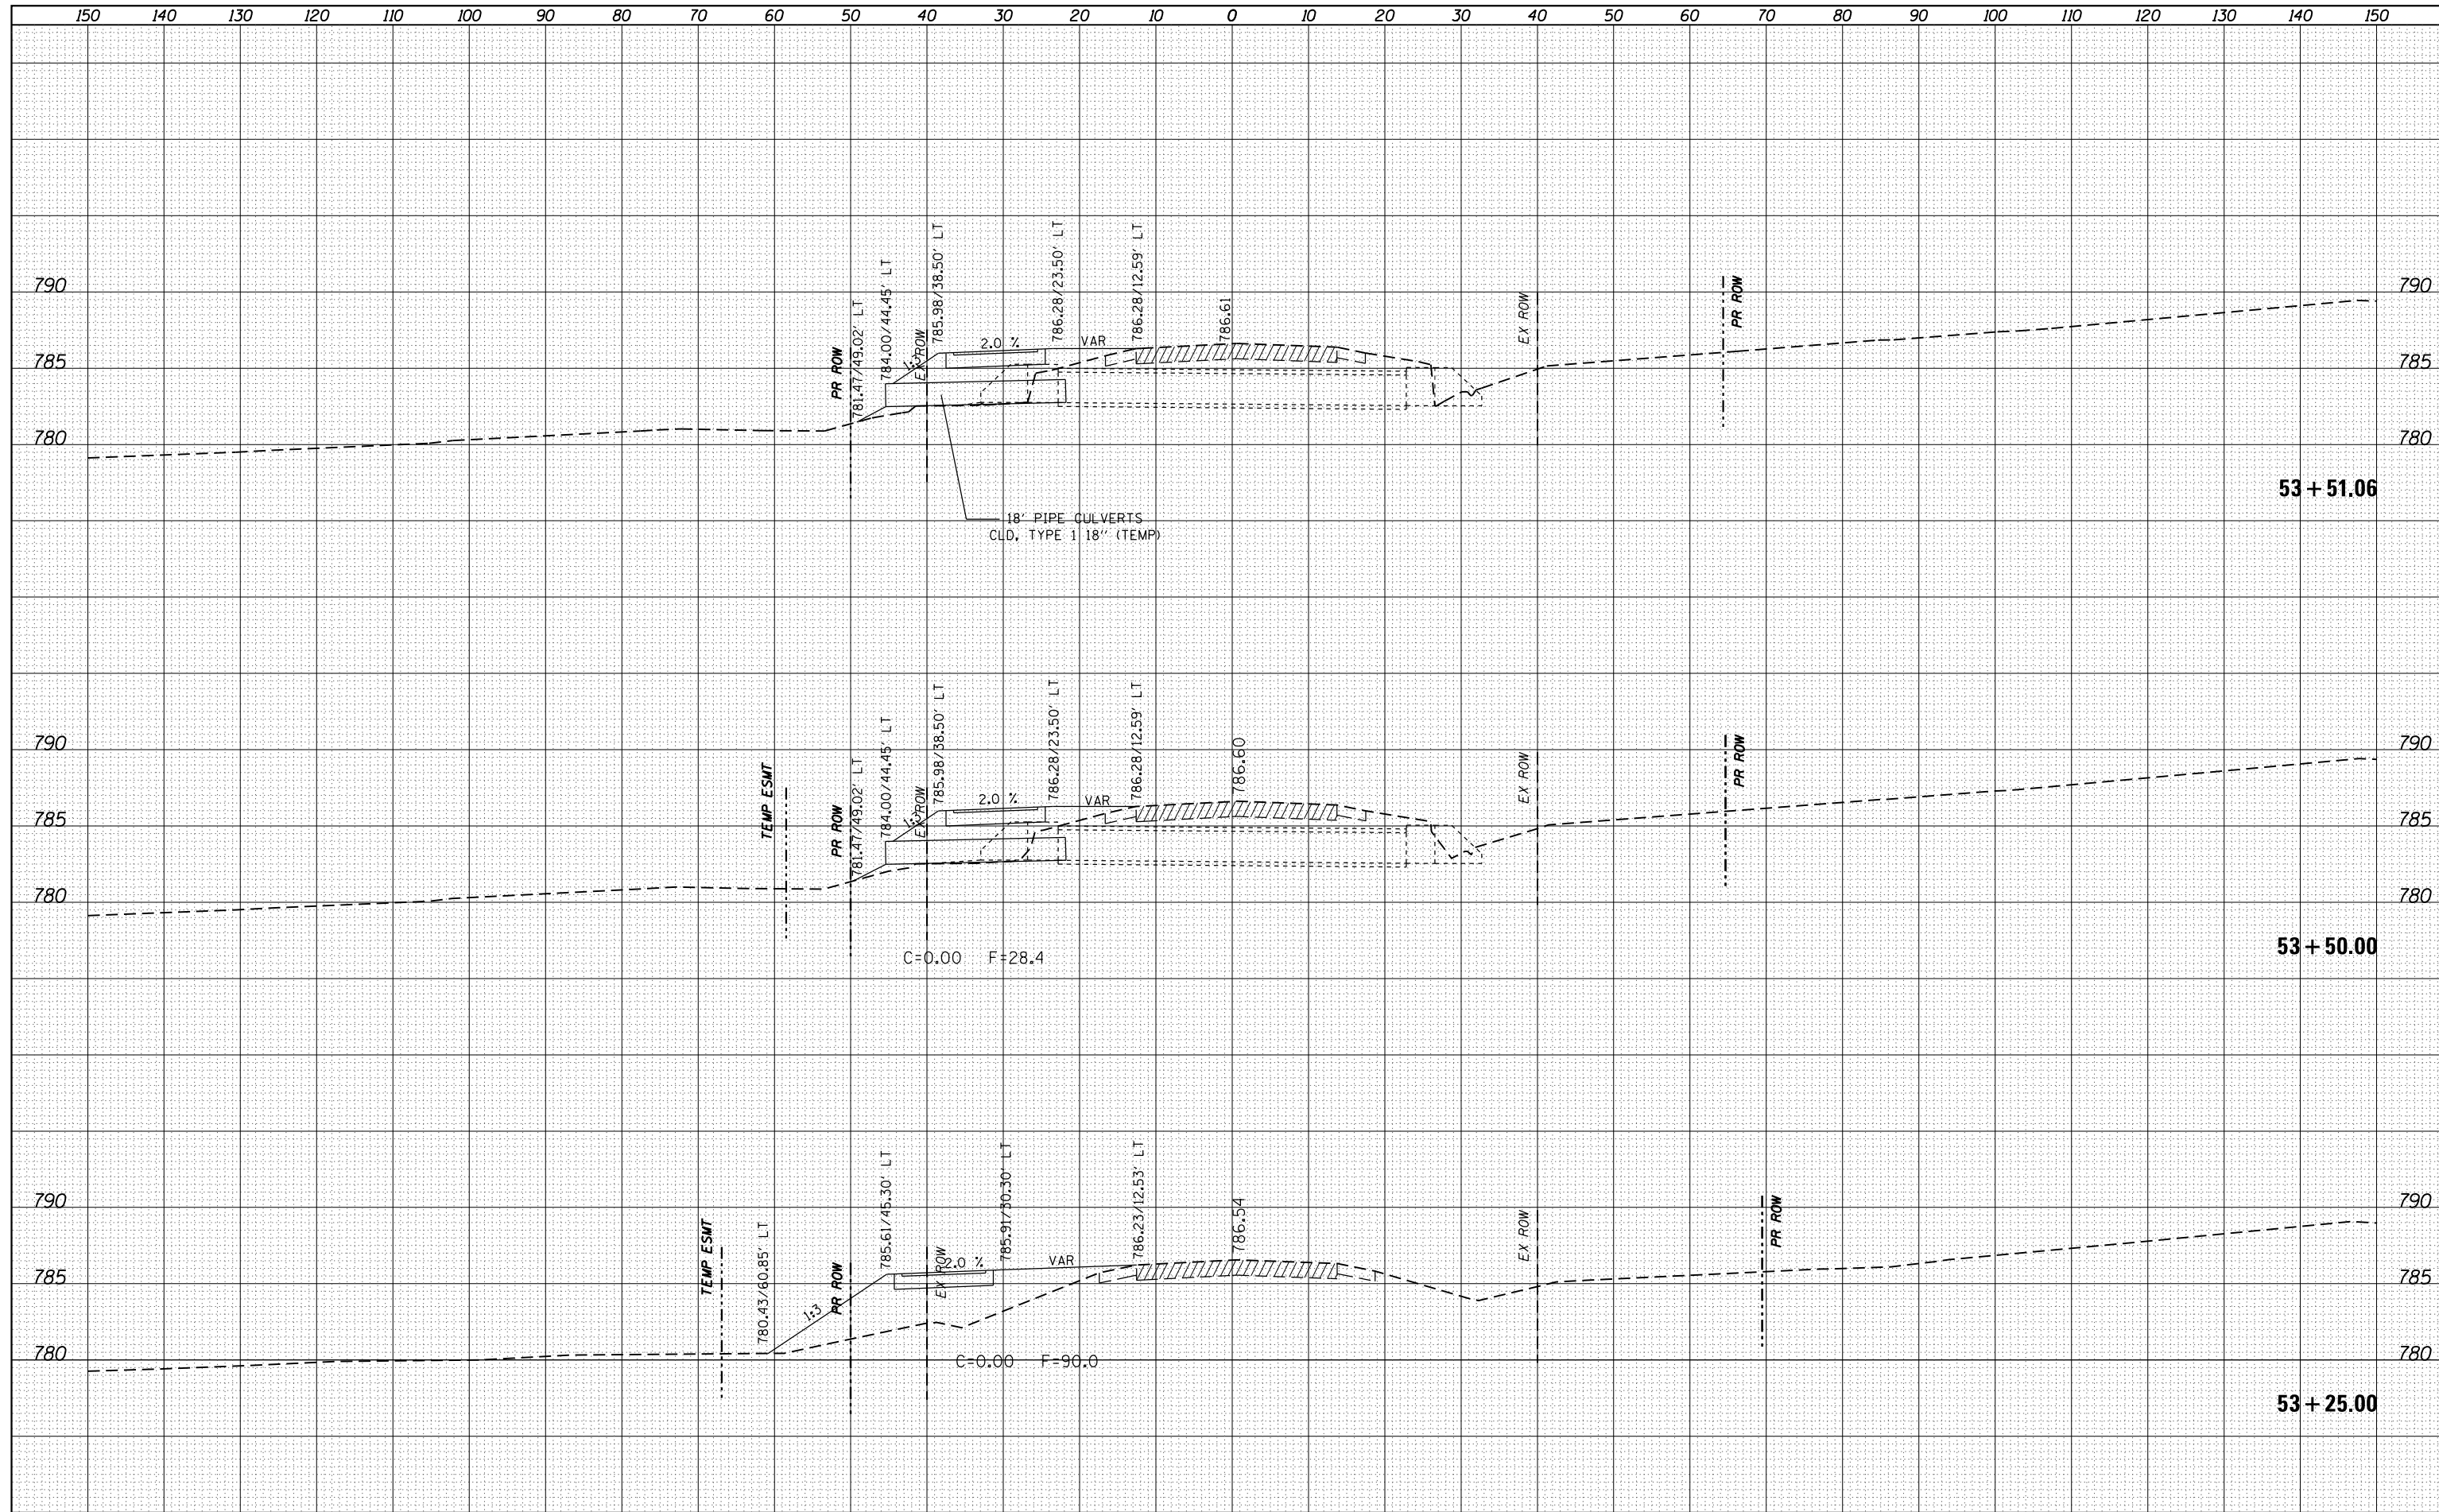 150 140 130 120 110 100 90 80 70 60 50 40 30 20 10 0 10 20 30 40 50 60 70 80 90 100 110 120 130 140 150
790
785
780
PR ROW
781.47/49.02' LT
784.00/44.45' LT
1:3
EX ROW
785.98/38.50' LT
2.0 %
786.28/23.50' LT
VAR
786.28/12.59' LT
786.61
EX ROW
PR ROW
790
785
780
18' PIPE CULVERTS
CLD, TYPE 1 18'' (TEMP)
53+51.06
790
785
780
TEMP ESMT
PR ROW
781.47/49.02' LT
784.00/44.45' LT
1:3
EX ROW
785.98/38.50' LT
2.0 %
786.28/23.50' LT
VAR
786.28/12.59' LT
786.60
EX ROW
PR ROW
790
785
780
C=0.00 F=28.4
53+50.00
790
785
780
TEMP ESMT
780.43/60.85' LT
1:3
PR ROW
785.61/45.30' LT
EX ROW
2.0 %
785.91/30.30' LT
VAR
786.23/12.53' LT
786.54
EX ROW
PR ROW
790
785
780
C=0.00 F=90.0
53+25.00